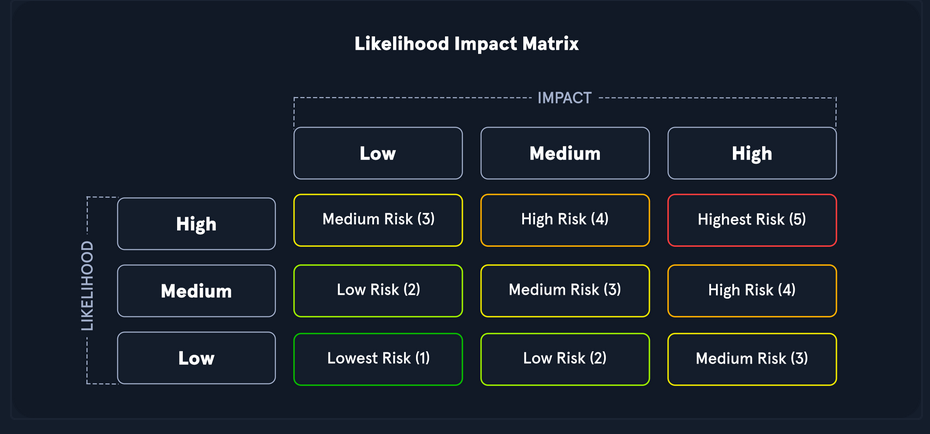 Likelihood Impact Matrix
IMPACT
Low Medium High
LIKELIHOOD
High Medium Risk (3) High Risk (4) Highest Risk (5)
Medium Low Risk (2) Medium Risk (3) High Risk (4)
Low Lowest Risk (1) Low Risk (2) Medium Risk (3)